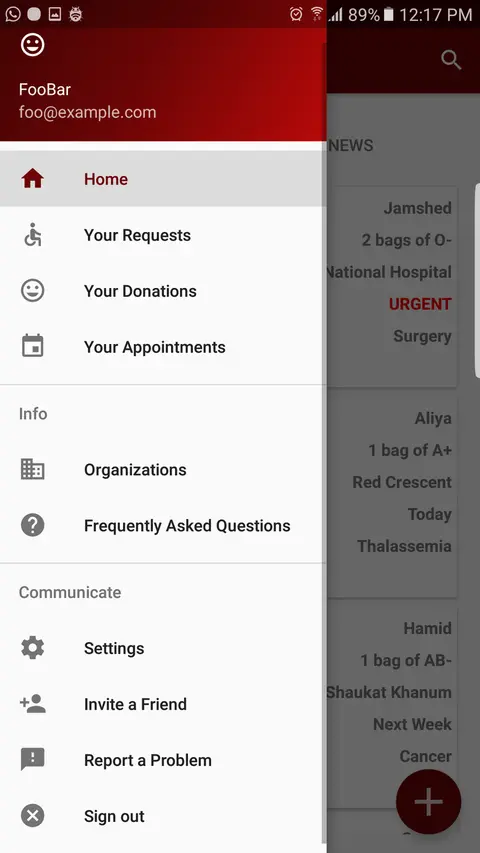 89% 12:17 PM
FooBar
foo@example.com
Home
Your Requests
Your Donations
Your Appointments
Info
Organizations
Frequently Asked Questions
Communicate
Settings
Invite a Friend
Report a Problem
Sign out
NEWS
Jamshed
2 bags of O-
National Hospital
URGENT
Surgery
Aliya
1 bag of A+
Red Crescent
Today
Thalassemia
Hamid
1 bag of AB-
Shaukat Khanum
Next Week
Cancer